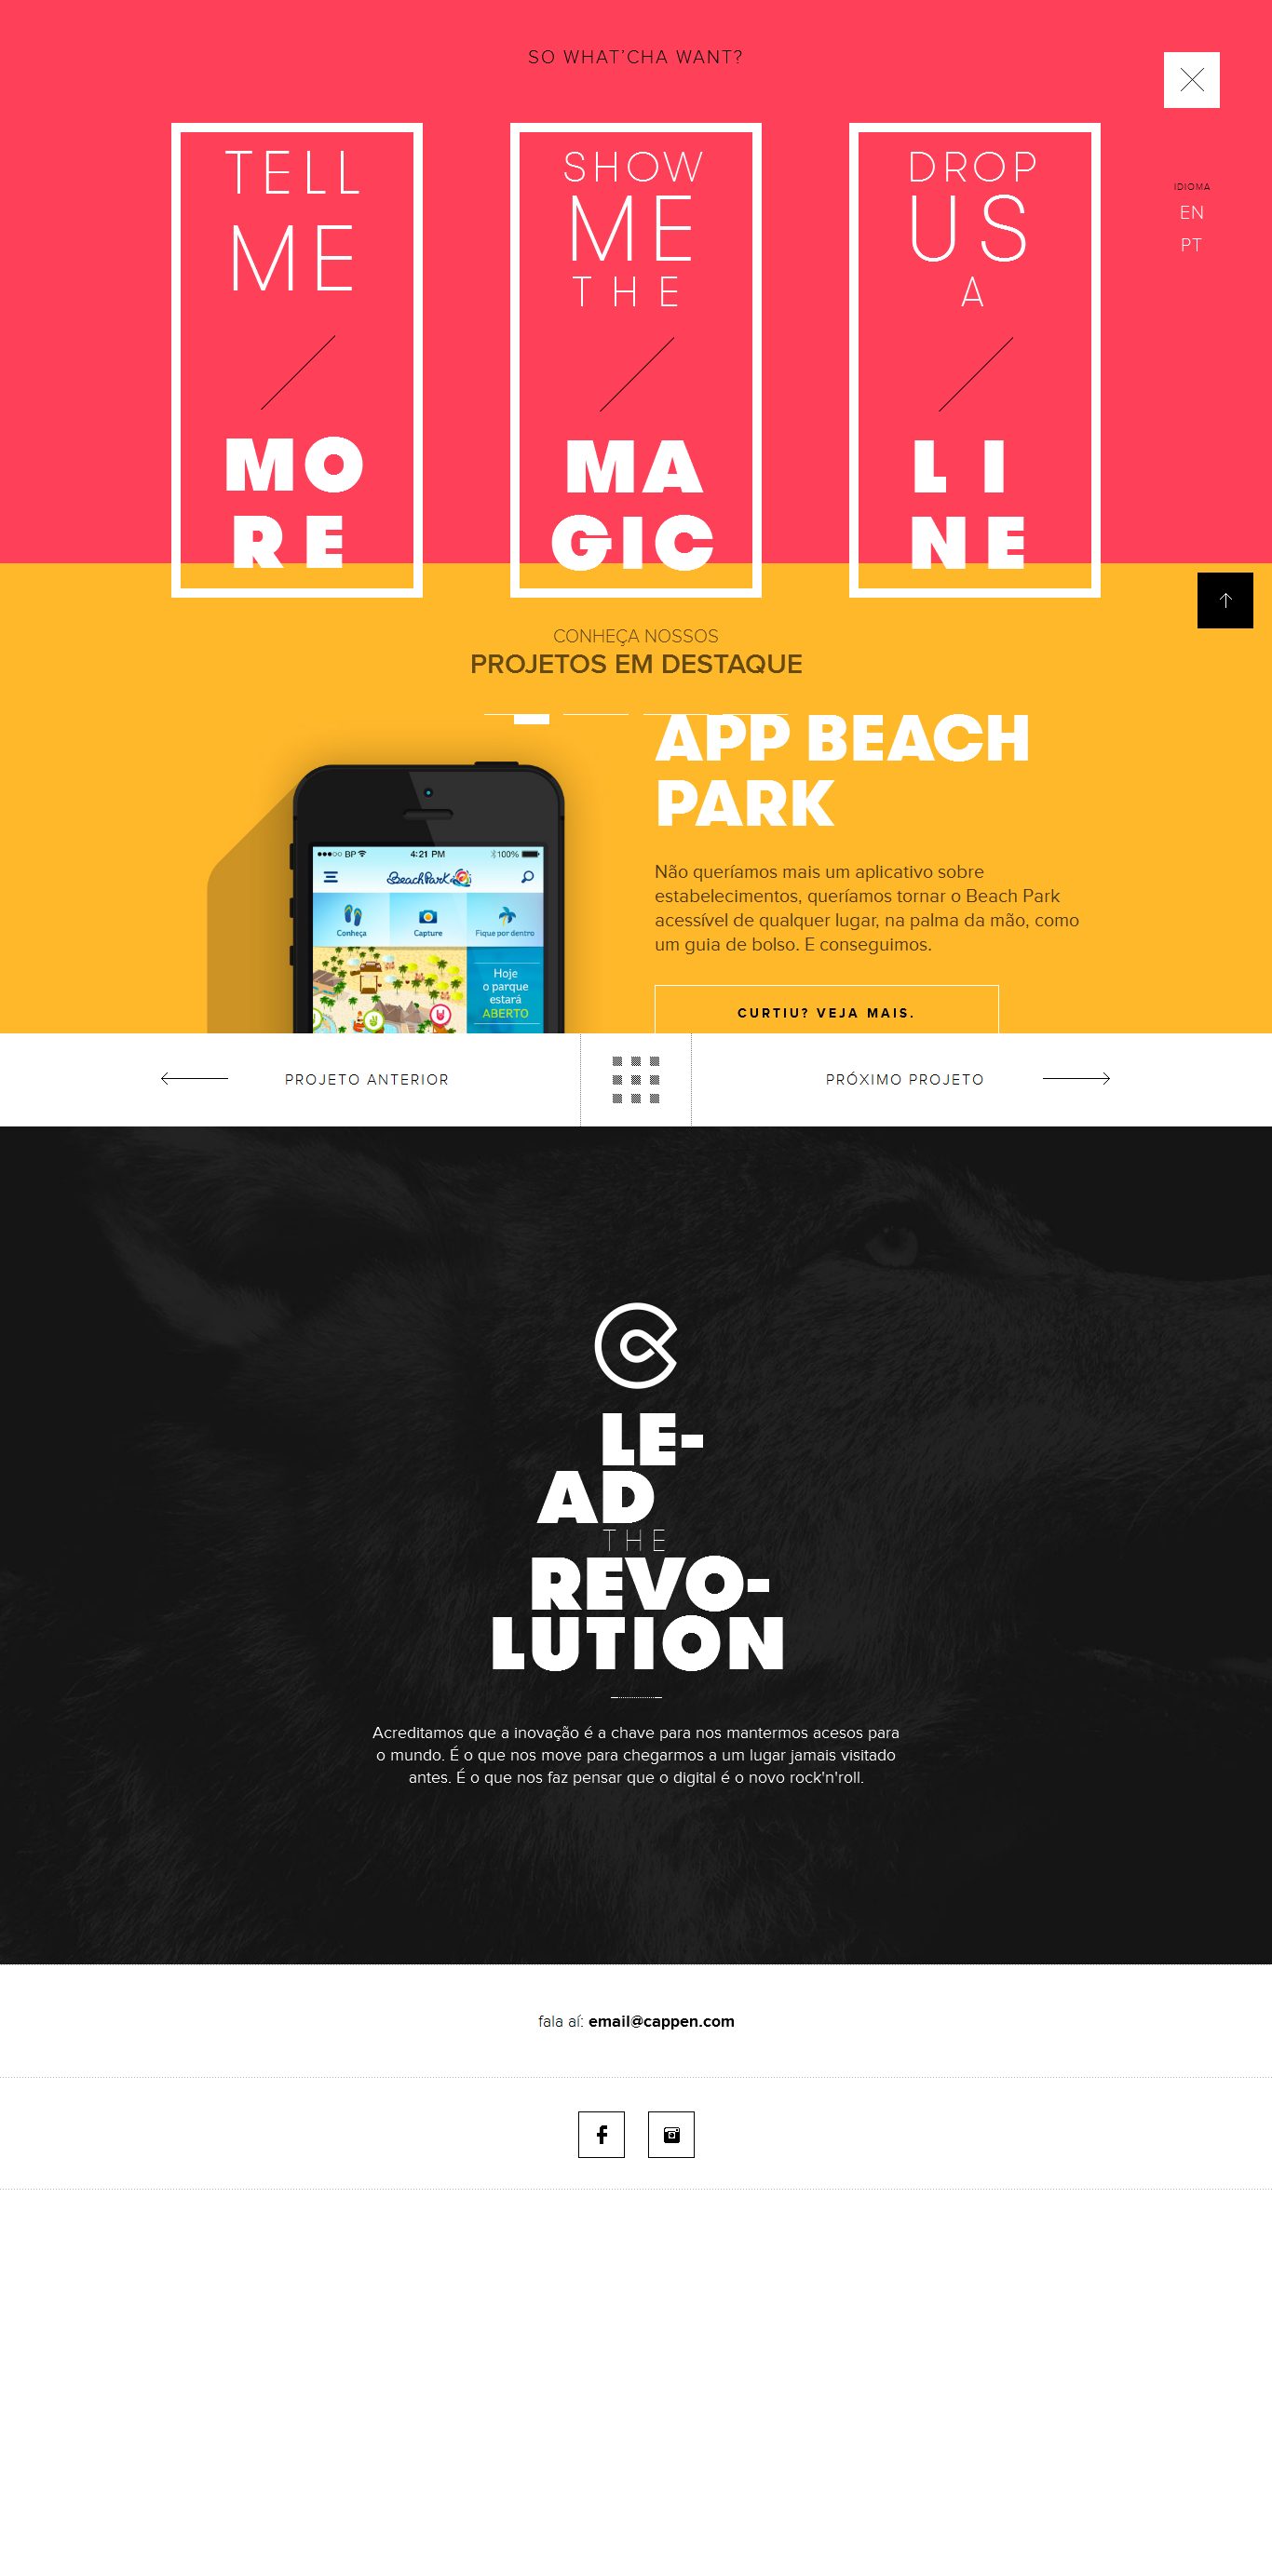 SO WHAT'CHA WANT?
TELL
ME
MO
RE
SHOW
ME
THE
MA
GIC
DROP
US
A
LI
NE
IDIOMA
EN
PT
CONHEÇA NOSSOS
PROJETOS EM DESTAQUE
APP BEACH
PARK
Não queríamos mais um aplicativo sobre
estabelecimentos, queríamos tornar o Beach Park
acessível de qualquer lugar, na palma da mão, como
um guia de bolso. E conseguimos.
CURTIU? VEJA MAIS.
BP 4:21 PM 100%
BeachPark
Conheça Capture Fique por dentro
Hoje
o parque
estará
ABERTO
PROJETO ANTERIOR
PRÓXIMO PROJETO
LE-
AD
THE
REVO-
LUTION
Acreditamos que a inovação é a chave para nos mantermos acesos para
o mundo. É o que nos move para chegarmos a um lugar jamais visitado
antes. É o que nos faz pensar que o digital é o novo rock'n'roll.
fala aí: email@cappen.com